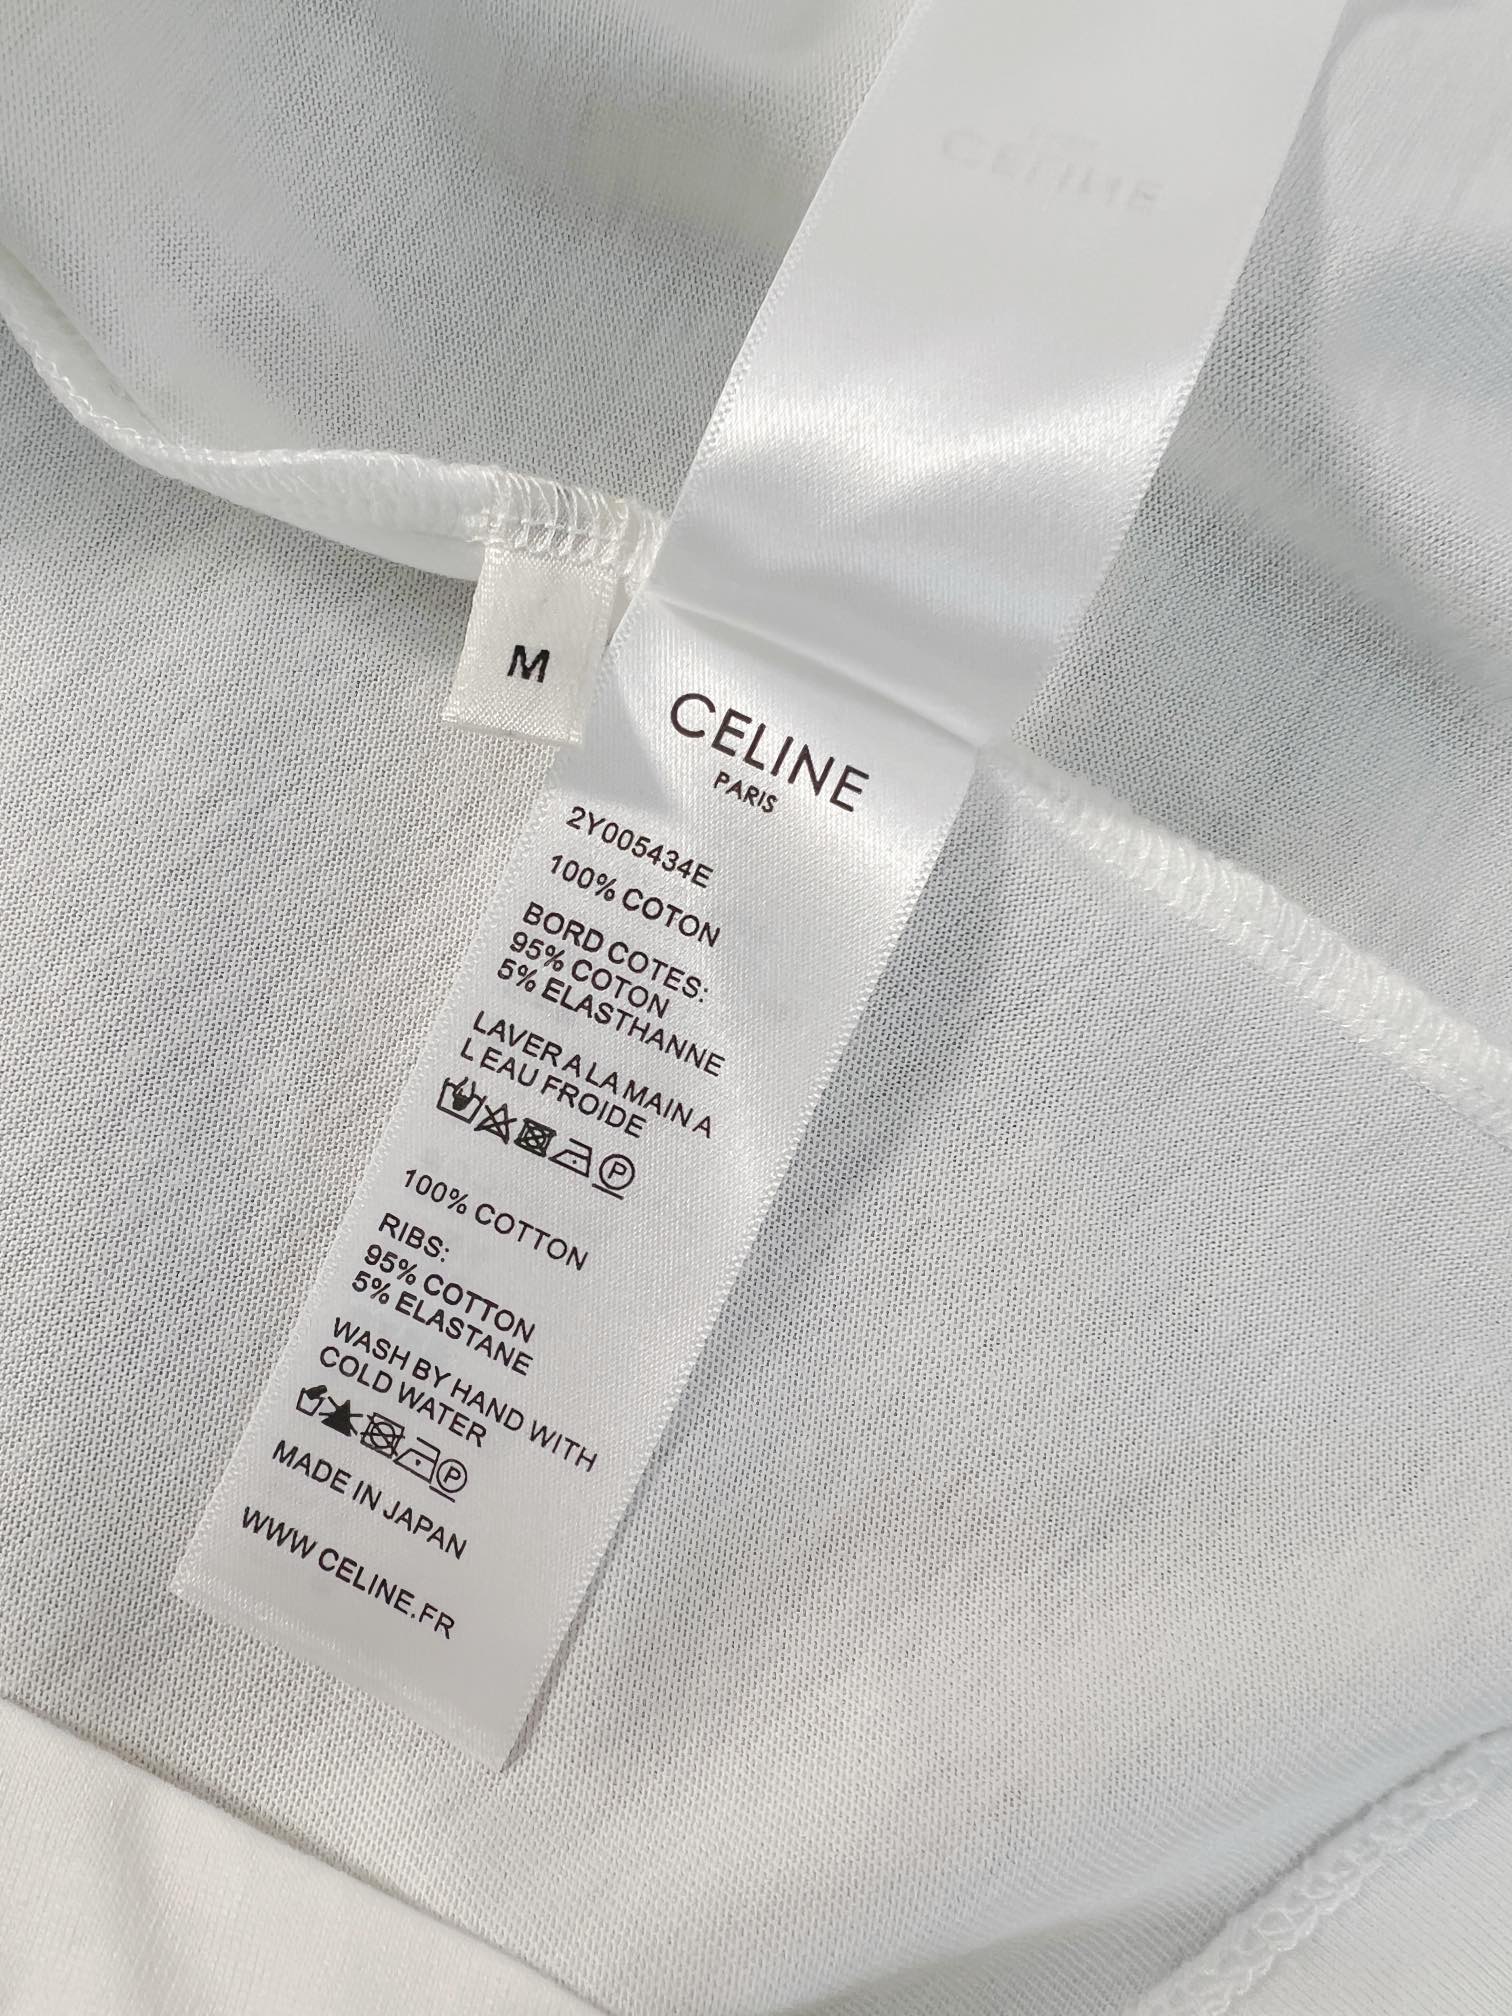 M
CELINE
PARIS
2Y005434E
100% COTON
BORD COTES:
95% COTON
5% ELASTHANNE
LAVER A LA MAIN A
L EAU FROIDE
P
100% COTTON
RIBS:
95% COTTON
5% ELASTANE
WASH BY HAND WITH
COLD WATER
P
MADE IN JAPAN
WWW CELINE.FR